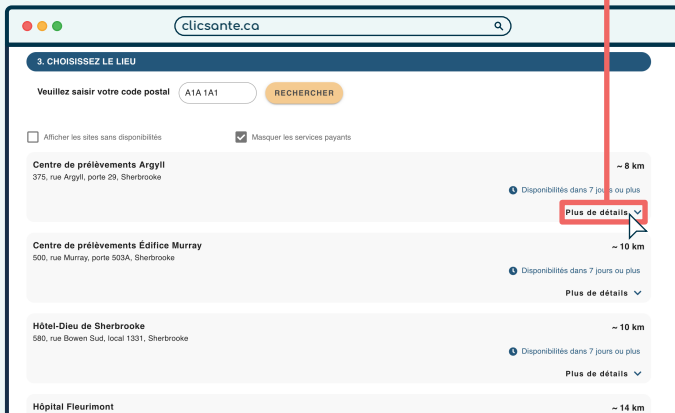 clicsante.ca
3. CHOISISSEZ LE LIEU
Veuillez saisir votre code postal A1A 1A1 RECHERCHER
Afficher les sites sans disponibilités Masquer les services payants
Centre de prélèvements Argyll ~ 8 km
375, rue Argyll, porte 29, Sherbrooke
Disponibilités dans 7 jours ou plus
Plus de détails
Centre de prélèvements Édifice Murray ~ 10 km
500, rue Murray, porte 503A, Sherbrooke
Disponibilités dans 7 jours ou plus
Plus de détails
Hôtel-Dieu de Sherbrooke ~ 10 km
580, rue Bowen Sud, local 1331, Sherbrooke
Disponibilités dans 7 jours ou plus
Plus de détails
Hôpital Fleurimont ~ 14 km